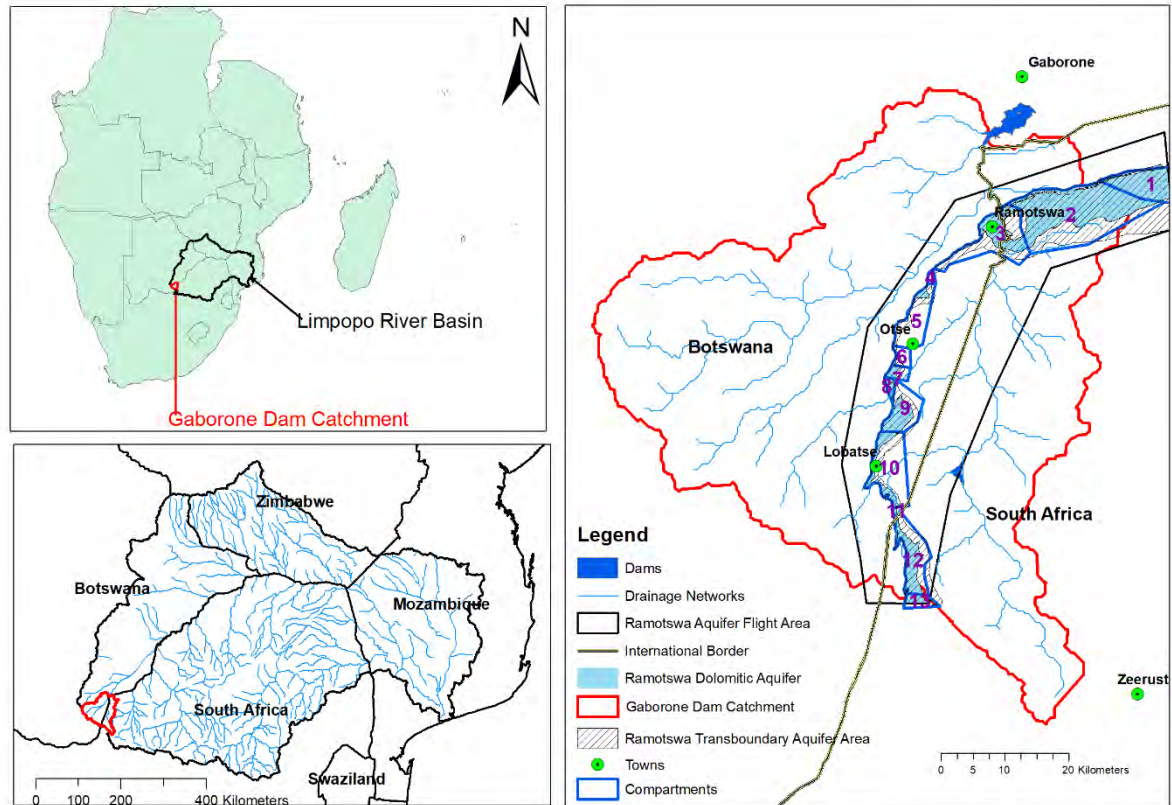 N
Limpopo River Basin
Gaborone Dam Catchment
Zimbabwe
Botswana
Mozambique
South Africa
Swaziland
0 100 200 400 Kilometers
Gaborone
1
2
Ramotswa
3
4
5
Otse
Botswana
6
7
8
9
Lobatse
10
South Africa
11
12
13
Zeerust
Legend
Dams
Drainage Networks
Ramotswa Aquifer Flight Area
International Border
Ramotswa Dolomitic Aquifer
Gaborone Dam Catchment
Ramotswa Transboundary Aquifer Area
Towns
Compartments
0 5 10 20 Kilometers